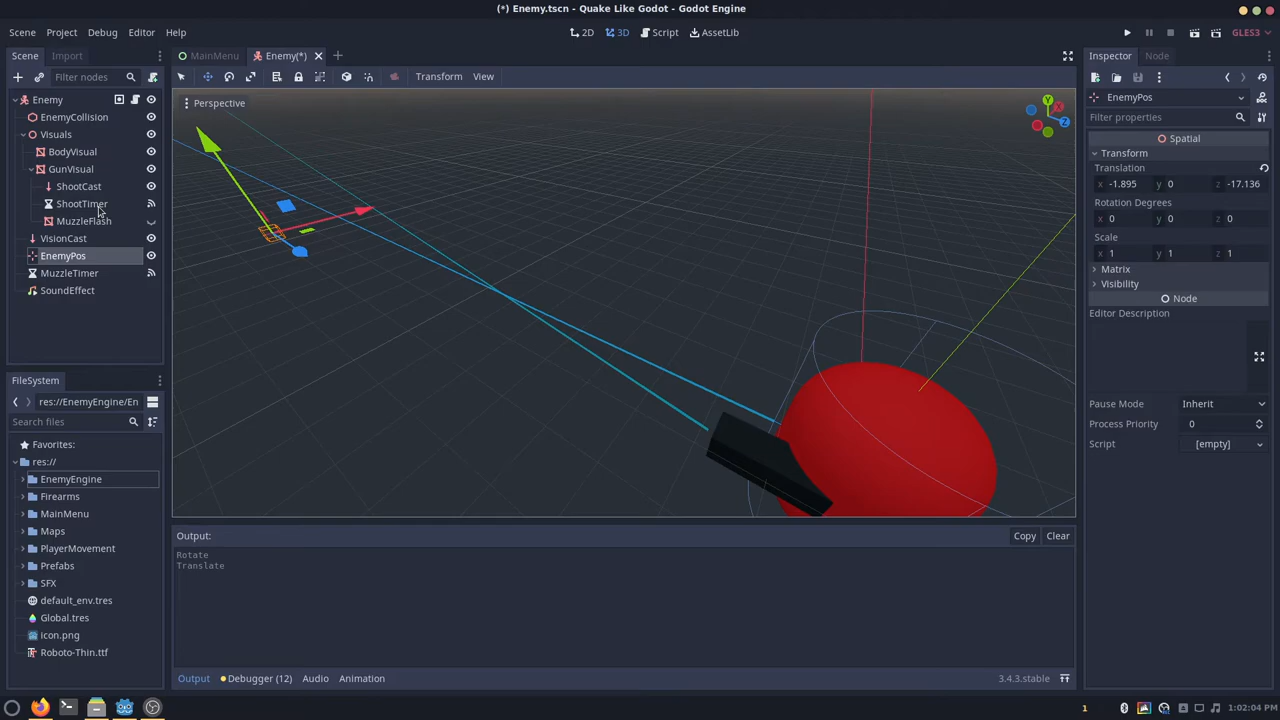 (*) Enemy.tscn - Quake Like Godot - Godot Engine
Scene Project Debug Editor Help
2D 3D Script AssetLib
GLES3
Scene Import
MainMenu Enemy(*)
Inspector Node
Filter nodes
Transform View
Enemy
EnemyCollision
Visuals
BodyVisual
GunVisual
ShootCast
ShootTimer
MuzzleFlash
VisionCast
EnemyPos
MuzzleTimer
SoundEffect
Perspective
Y
X
Z
EnemyPos
Filter properties
Spatial
Transform
Translation
x -1.895 y 0 z -17.136
Rotation Degrees
x 0 y 0 z 0
Scale
x 1 y 1 z 1
Matrix
Visibility
Node
Editor Description
Pause Mode Inherit
Process Priority 0
Script [empty]
FileSystem
res://EnemyEngine/En
Search files
Favorites:
res://
EnemyEngine
Firearms
MainMenu
Maps
PlayerMovement
Prefabs
SFX
default_env.tres
Global.tres
icon.png
Roboto-Thin.ttf
Output: Copy Clear
Rotate
Translate
Output Debugger (12) Audio Animation 3.4.3.stable
1 1:02:04 PM